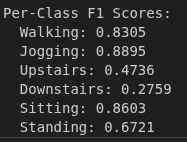 Per-Class F1 Scores:
  Walking: 0.8305
  Jogging: 0.8895
  Upstairs: 0.4736
  Downstairs: 0.2759
  Sitting: 0.8603
  Standing: 0.6721